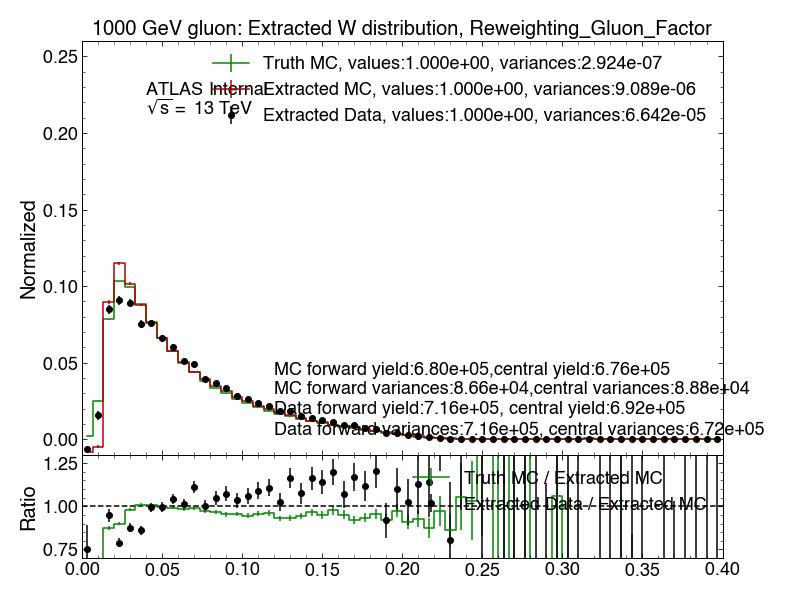 1000 GeV gluon: Extracted W distribution, Reweighting_Gluon_Factor
Truth MC, values:1.000e+00, variances:2.924e-07
ATLAS Internal
Extracted MC, values:1.000e+00, variances:9.089e-06
√s = 13 TeV
Extracted Data, values:1.000e+00, variances:6.642e-05
Normalized
0.25
0.20
0.15
0.10
0.05
0.00
MC forward yield:6.80e+05,central yield:6.76e+05
MC forward variances:8.66e+04,central variances:8.88e+04
Data forward yield:7.16e+05, central yield:6.92e+05
Data forward variances:7.16e+05, central variances:6.72e+05
Ratio
1.25
1.00
0.75
Truth MC / Extracted MC
Extracted Data / Extracted MC
0.00 0.05 0.10 0.15 0.20 0.25 0.30 0.35 0.40